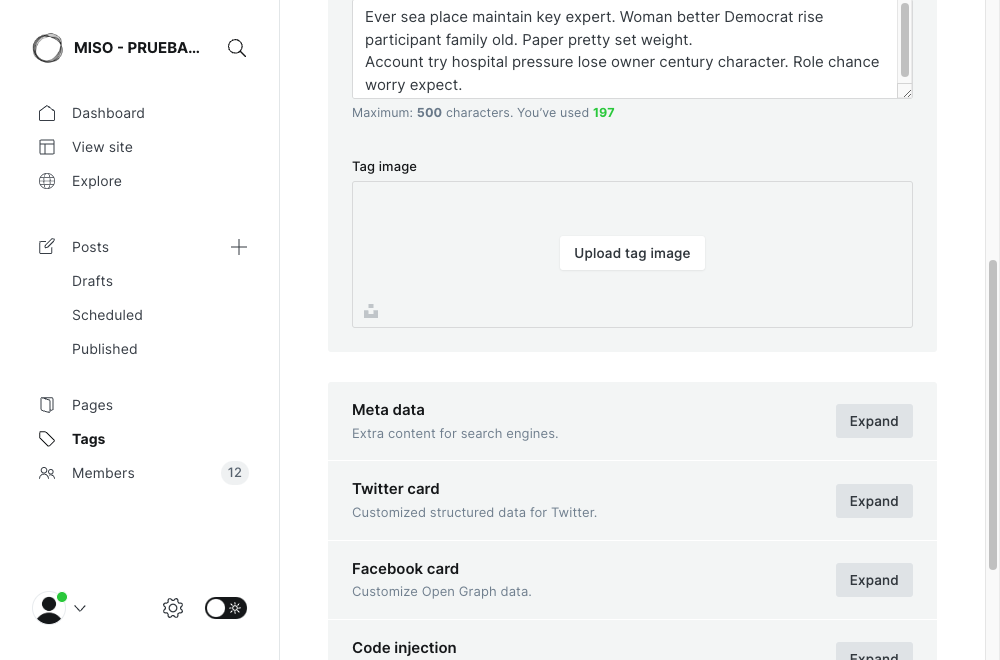 MISO - PRUEBA...
Dashboard
View site
Explore
Posts
Drafts
Scheduled
Published
Pages
Tags
Members
12
Ever sea place maintain key expert. Woman better Democrat rise
participant family old. Paper pretty set weight.
Account try hospital pressure lose owner century character. Role chance
worry expect.
Maximum: 500 characters. You’ve used 197
Tag image
Upload tag image
Meta data
Extra content for search engines.
Expand
Twitter card
Customized structured data for Twitter.
Expand
Facebook card
Customize Open Graph data.
Expand
Code injection
Expand